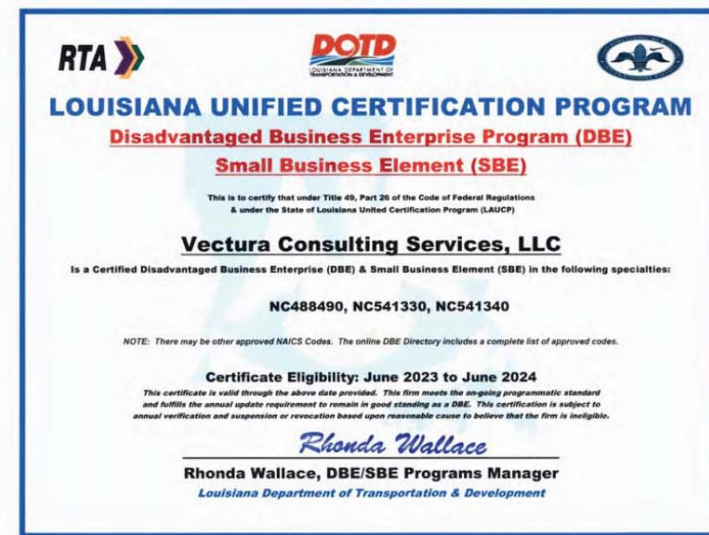 RTA
DOTD
LOUISIANA DEPARTMENT OF
TRANSPORTATION & DEVELOPMENT
LOUISIANA UNIFIED CERTIFICATION PROGRAM
Disadvantaged Business Enterprise Program (DBE)
Small Business Element (SBE)
This is to certify that under Title 49, Part 26 of the Code of Federal Regulations
& under the State of Louisiana United Certification Program (LAUCP)
Vectura Consulting Services, LLC
Is a Certified Disadvantaged Business Enterprise (DBE) & Small Business Element (SBE) in the following specialties:
NC488490, NC541330, NC541340
NOTE: There may be other approved NAICS Codes. The online DBE Directory includes a complete list of approved codes.
Certificate Eligibility: June 2023 to June 2024
This certificate is valid through the above date provided. This firm meets the on-going programmatic standard
and fulfills the annual update requirement to remain in good standing as a DBE. This certification is subject to
annual verification and suspension or revocation based upon reasonable cause to believe that the firm is ineligible.
Rhonda Wallace
Rhonda Wallace, DBE/SBE Programs Manager
Louisiana Department of Transportation & Development